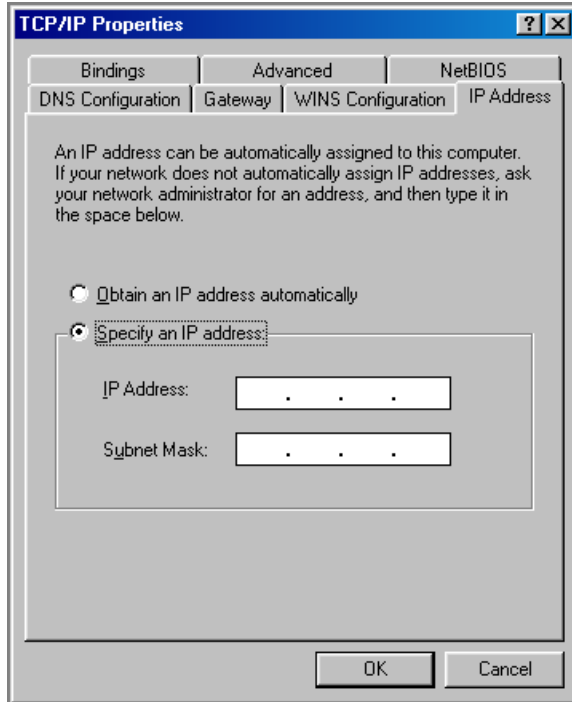 TCP/IP Properties
Bindings Advanced NetBIOS
DNS Configuration Gateway WINS Configuration IP Address
An IP address can be automatically assigned to this computer.
If your network does not automatically assign IP addresses, ask
your network administrator for an address, and then type it in
the space below.
Obtain an IP address automatically
Specify an IP address:
IP Address: . . .
Subnet Mask: . . .
OK Cancel